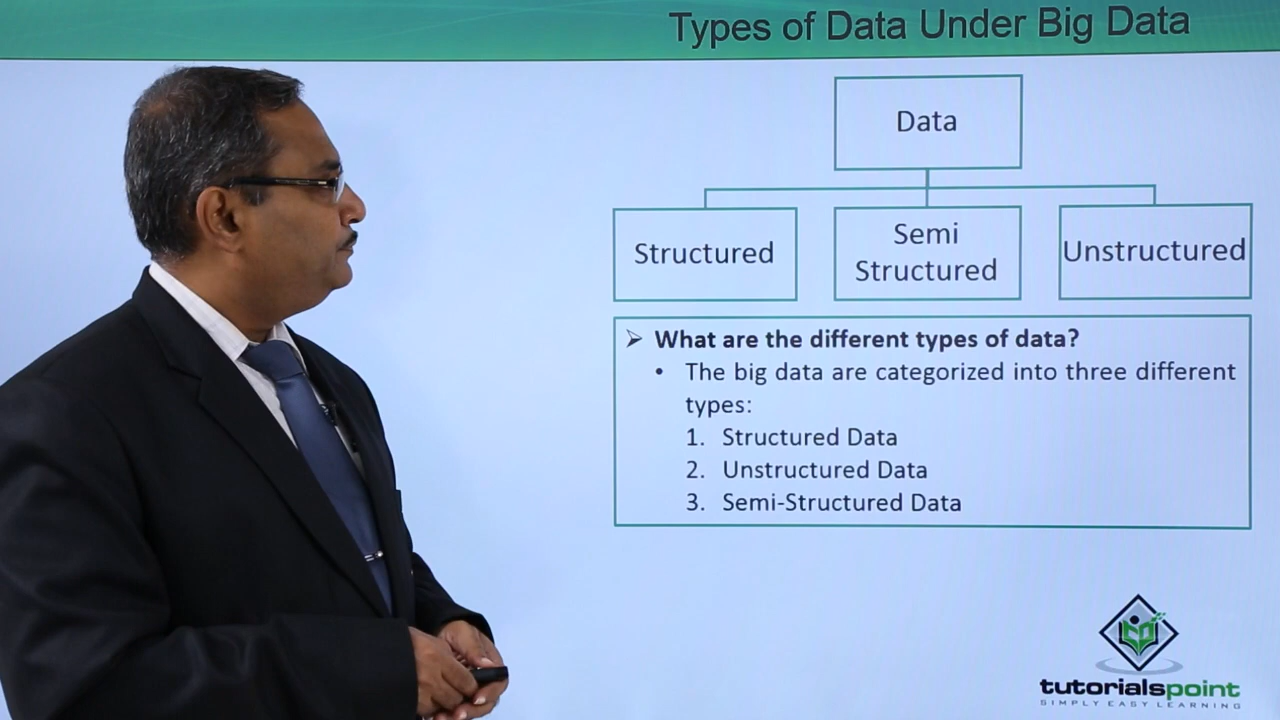 Types of Data Under Big Data
Data
Structured
Semi
Structured
Unstructured
➢ What are the different types of data?
• The big data are categorized into three different
types:
1. Structured Data
2. Unstructured Data
3. Semi-Structured Data
tutorialspoint
SIMPLY EASY LEARNING